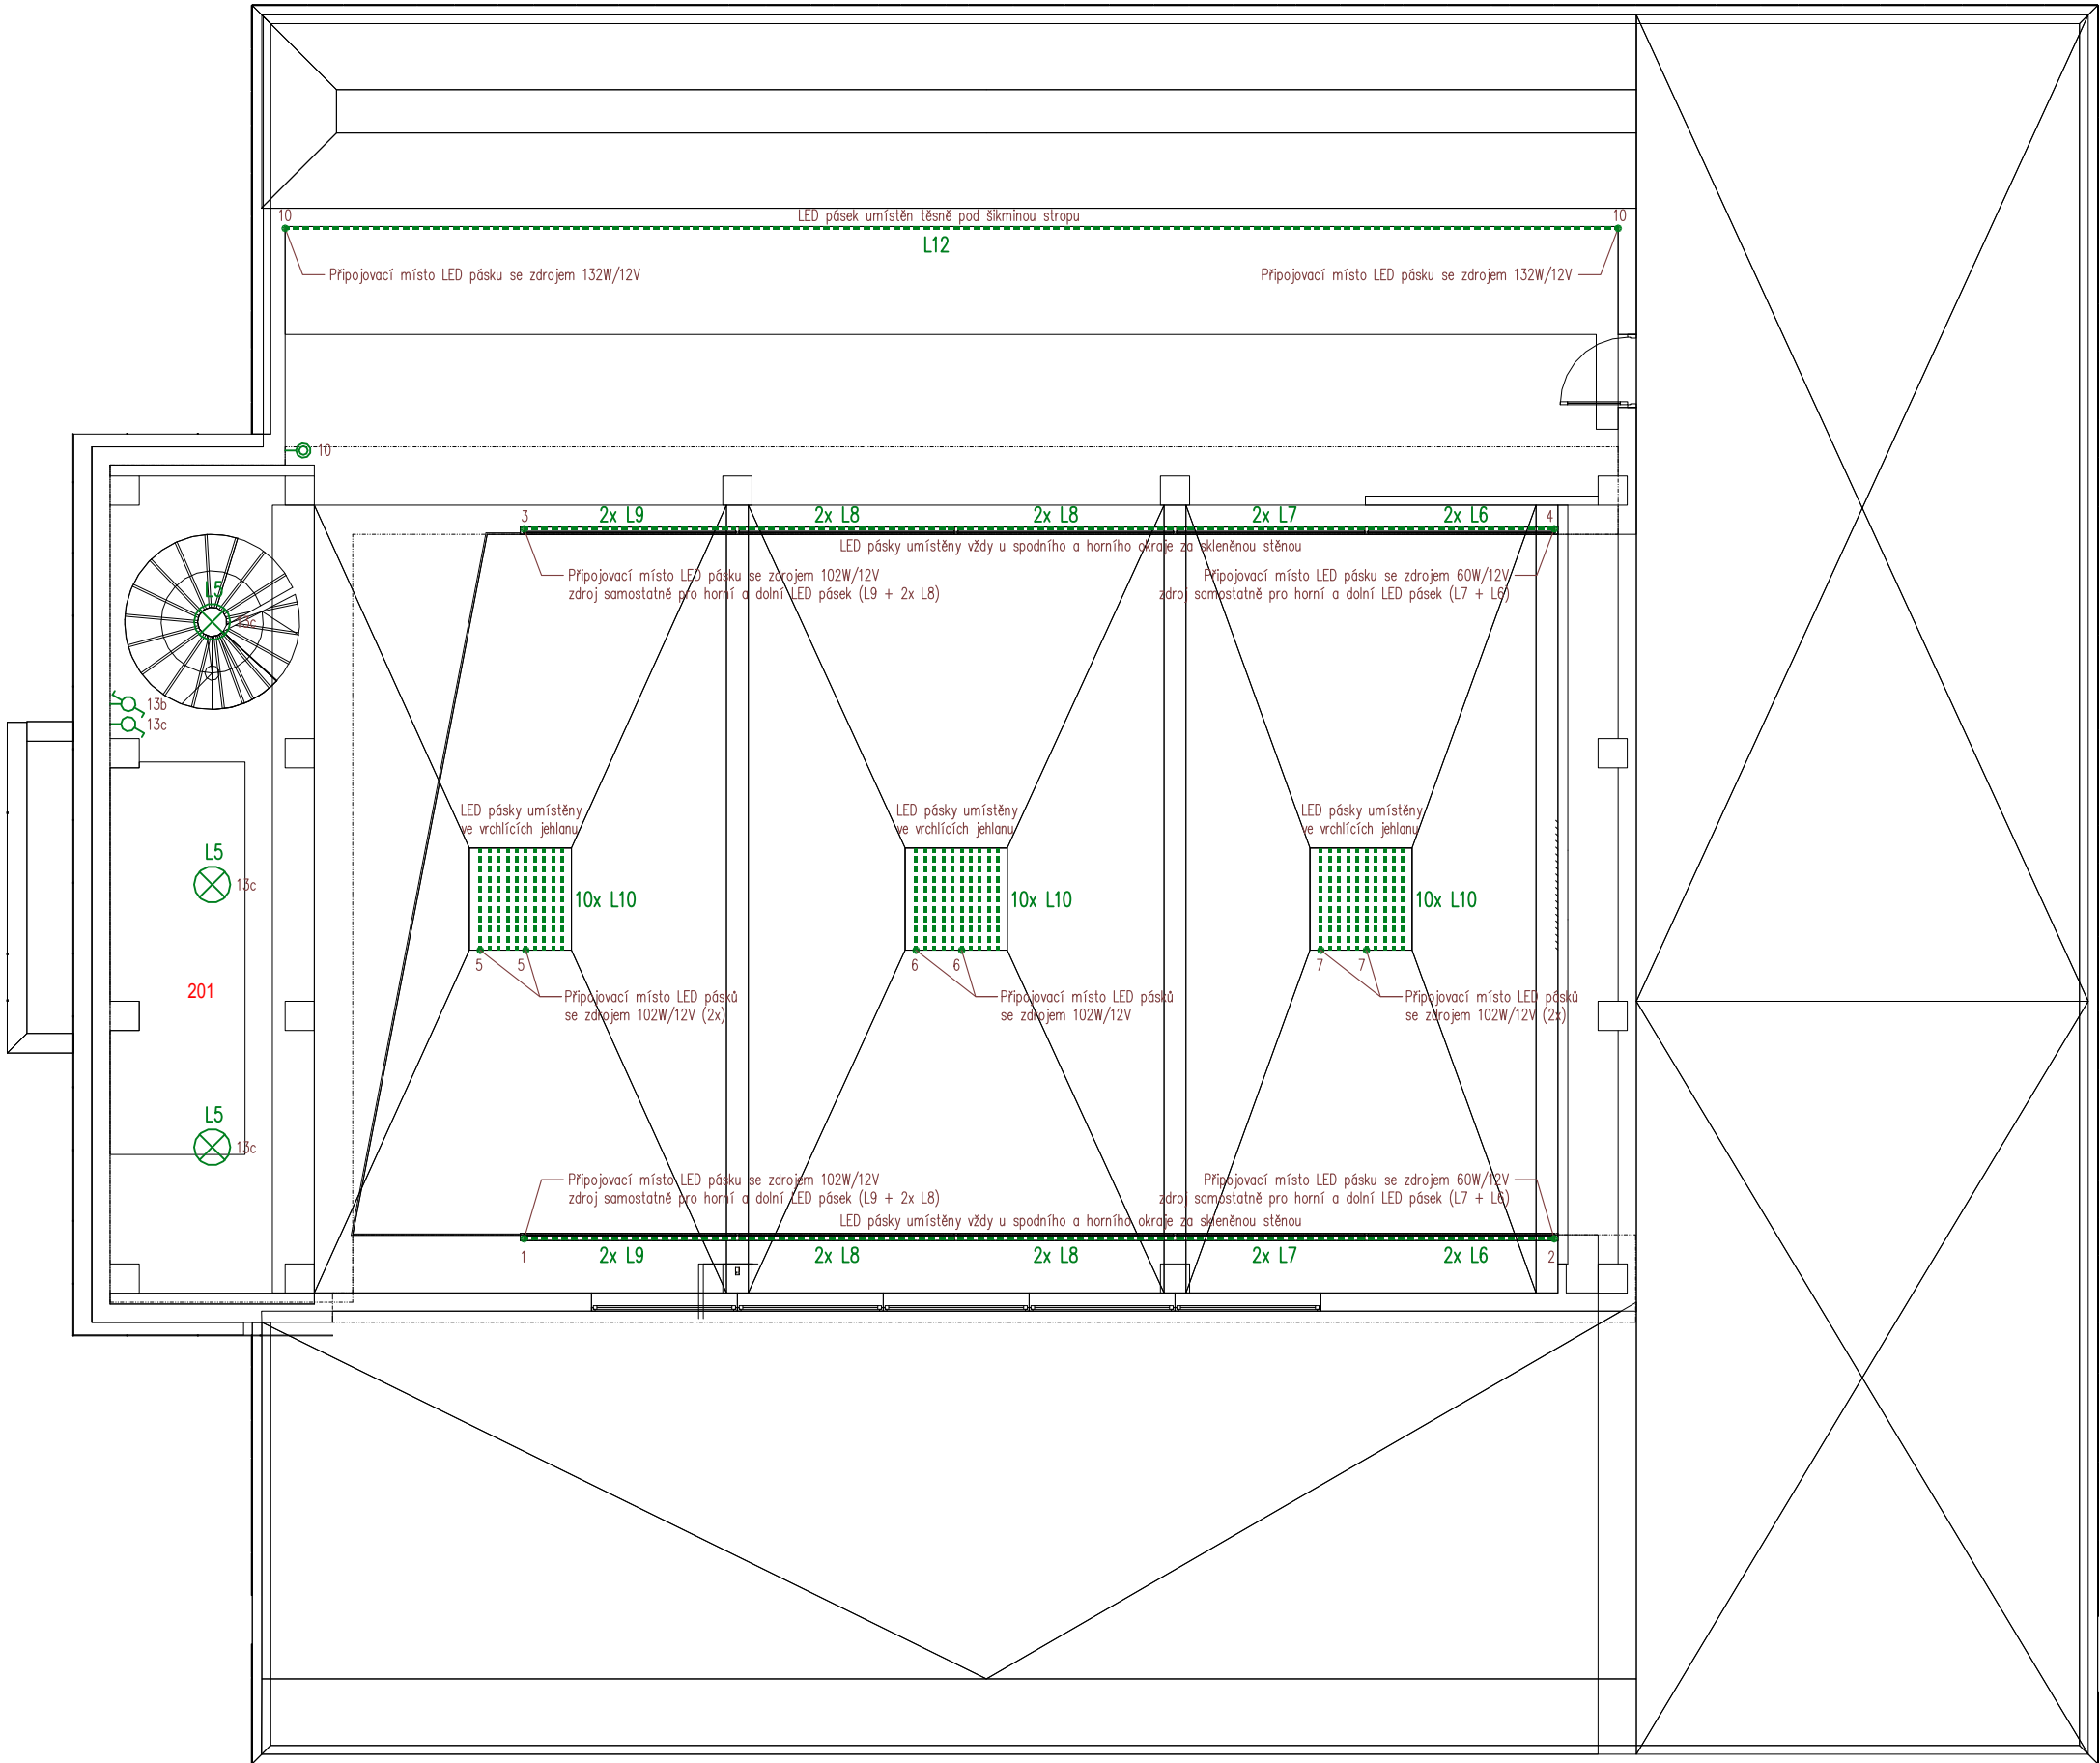 10
LED pásek umístěn těsně pod šikminou stropu
10
L12
Připojovací místo LED pásku se zdrojem 132W/12V
Připojovací místo LED pásku se zdrojem 132W/12V
10
3
2x L9
2x L8
2x L8
2x L7
2x L6
4
LED pásky umístěny vždy u spodního a horního okraje za skleněnou stěnou
Připojovací místo LED pásku se zdrojem 102W/12V
zdroj samostatně pro horní a dolní LED pásek (L9 + 2x L8)
Připojovací místo LED pásku se zdrojem 60W/12V
zdroj samostatně pro horní a dolní LED pásek (L7 + L6)
L5
13c
13b
13c
LED pásky umístěny
ve vrchlících jehlanu
LED pásky umístěny
ve vrchlících jehlanu
LED pásky umístěny
ve vrchlících jehlanu
L5
13c
10x L10
10x L10
10x L10
5
5
6
6
7
7
201
Připojovací místo LED pásků
se zdrojem 102W/12V (2x)
Připojovací místo LED pásků
se zdrojem 102W/12V
Připojovací místo LED pásků
se zdrojem 102W/12V (2x)
L5
13c
Připojovací místo LED pásku se zdrojem 102W/12V
zdroj samostatně pro horní a dolní LED pásek (L9 + 2x L8)
Připojovací místo LED pásku se zdrojem 60W/12V
zdroj samostatně pro horní a dolní LED pásek (L7 + L6)
LED pásky umístěny vždy u spodního a horního okraje za skleněnou stěnou
1
2x L9
2x L8
2x L8
2x L7
2x L6
2